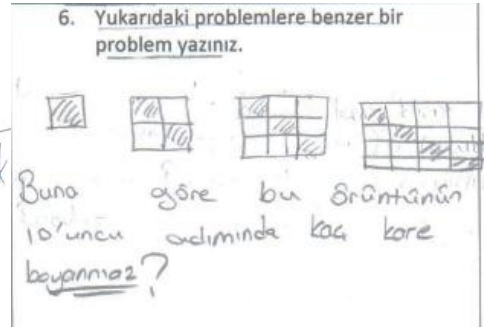 6. Yukarıdaki problemlere benzer bir
problem yazınız.
Buna göre bu örüntünün
10'uncu adımında kaç kare
boyanmaz?